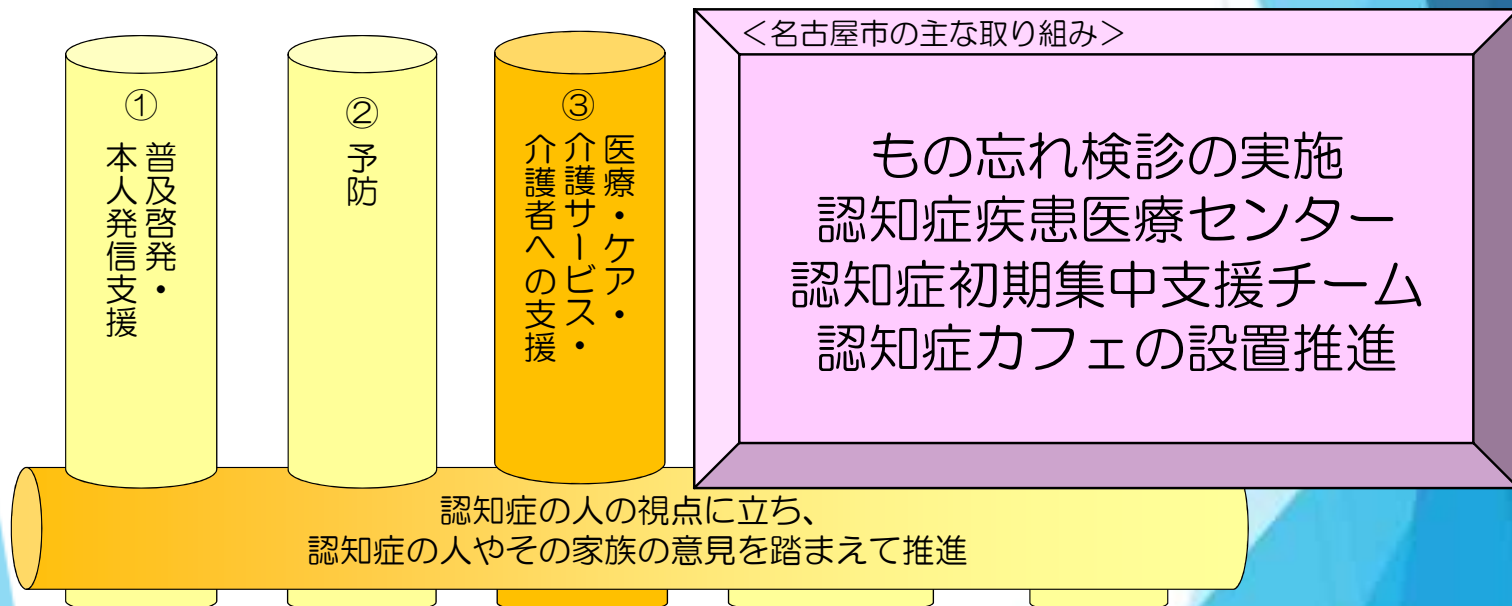 ①
普及啓発・
本人発信支援
②
予防
③
医療・ケア・
介護サービス・
介護者への支援
＜名古屋市の主な取り組み＞
もの忘れ検診の実施
認知症疾患医療センター
認知症初期集中支援チーム
認知症カフェの設置推進
認知症の人の視点に立ち、
認知症の人やその家族の意見を踏まえて推進